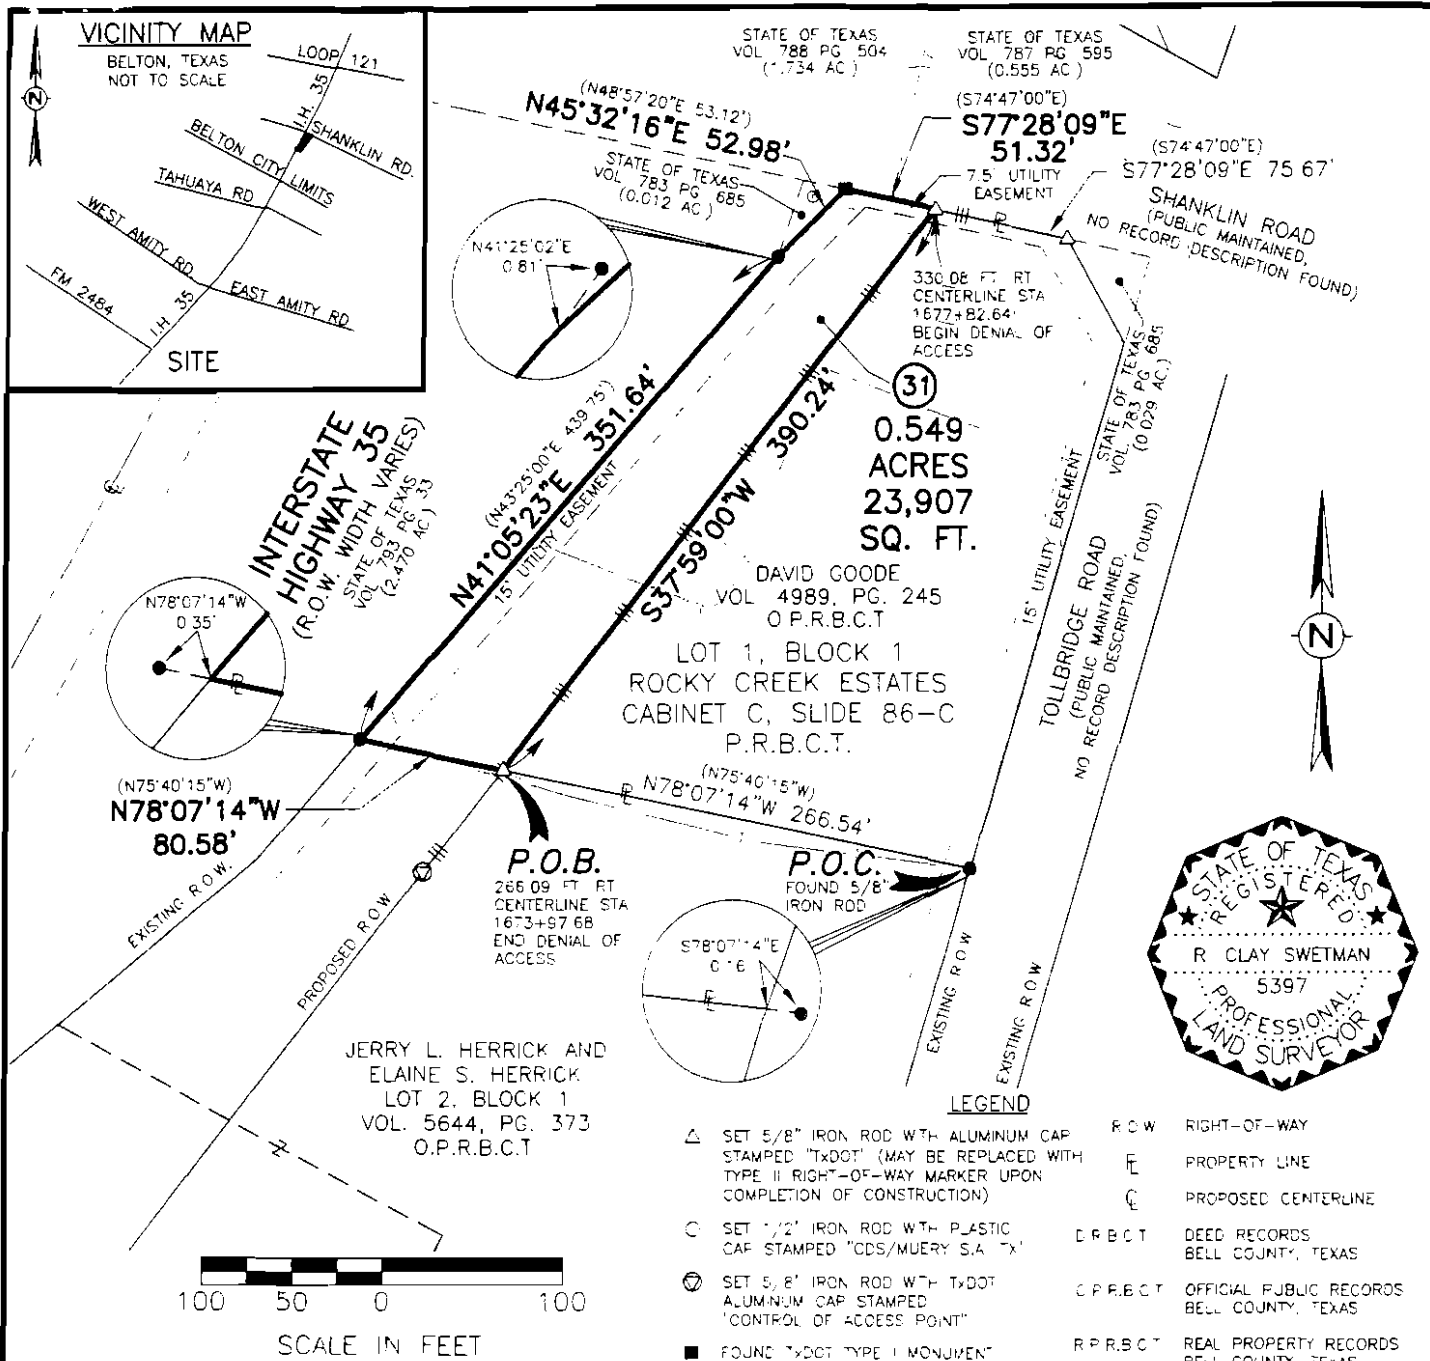 VICINITY MAP
BELTON, TEXAS
NOT TO SCALE
N
LOOP 121
I.H. 35
SHANKLIN RD.
BELTON CITY LIMITS
TAHUAYA RD
WEST AMITY RD
EAST AMITY RD
FM 2484
I.H 35
SITE
STATE OF TEXAS
VOL 788 PG 504
(1.734 AC)
STATE OF TEXAS
VOL 787 PG 595
(0.555 AC)
(N48°57'20"E 53.12')
N45°32'16"E 52.98'
(S74°47'00"E)
S77°28'09"E
51.32'
7.5' UTILITY
EASEMENT
(S74°47'00"E)
S77°28'09"E 75 67'
SHANKLIN ROAD
(PUBLIC MAINTAINED,
NO RECORD DESCRIPTION FOUND)
STATE OF TEXAS
VOL 783 PG 685
(0.012 AC)
N41°25'02"E
0.81'
330.08 FT RT
CENTERLINE STA
1677+82.64
BEGIN DENIAL OF
ACCESS
STATE OF TEXAS
VOL. 783 PG 685
(0.029 AC.)
31
0.549
ACRES
23,907
SQ. FT.
INTERSTATE
HIGHWAY 35
(R.O.W. WIDTH VARIES)
STATE OF TEXAS
VOL 793 PG 33
(2.470 AC)
(N43°25'00"E 439.75')
N41°05'23"E 351.64'
15' UTILITY EASEMENT
S37°59'00"W 390.24'
DAVID GOODE
VOL 4989, PG. 245
O P.R.B.C.T
LOT 1, BLOCK 1
ROCKY CREEK ESTATES
CABINET C, SLIDE 86-C
P.R.B.C.T.
15' UTILITY EASEMENT
TOLLBRIDGE ROAD
(PUBLIC MAINTAINED,
NO RECORD DESCRIPTION FOUND)
N
N78°07'14"W
0 35'
(N75°40'15"W)
N78°07'14"W
80.58'
(N75°40'15"W)
N78°07'14"W 266.54'
P.O.B.
266 09 FT RT
CENTERLINE STA
1673+97 68
END DENIAL OF
ACCESS
P.O.C.
FOUND 5/8"
IRON ROD
S78°07'14"E
0.16
EXISTING R.O.W.
PROPOSED R O W
EXISTING R O W
EXISTING R O W
STATE OF TEXAS
REGISTERED
R CLAY SWETMAN
5397
PROFESSIONAL
LAND SURVEYOR
JERRY L. HERRICK AND
ELAINE S. HERRICK
LOT 2, BLOCK 1
VOL. 5644, PG. 373
O.P.R.B.C.T
100 50 0 100
SCALE IN FEET
LEGEND
SET 5/8" IRON ROD WITH ALUMINUM CAP
STAMPED "TxDOT" (MAY BE REPLACED WITH
TYPE II RIGHT-OF-WAY MARKER UPON
COMPLETION OF CONSTRUCTION)
SET 1/2" IRON ROD WITH PLASTIC
CAP STAMPED "CDS/MUERY S.A. TX"
SET 5/8" IRON ROD WITH TxDOT
ALUMINUM CAP STAMPED
"CONTROL OF ACCESS POINT"
FOUND TxDOT TYPE I MONUMENT
R O W RIGHT-OF-WAY
PROPERTY LINE
PROPOSED CENTERLINE
D R B C T DEED RECORDS
BELL COUNTY, TEXAS
O P R.B C T OFFICIAL PUBLIC RECORDS
BELL COUNTY, TEXAS
R P R.B C T REAL PROPERTY RECORDS
BELL COUNTY, TEXAS